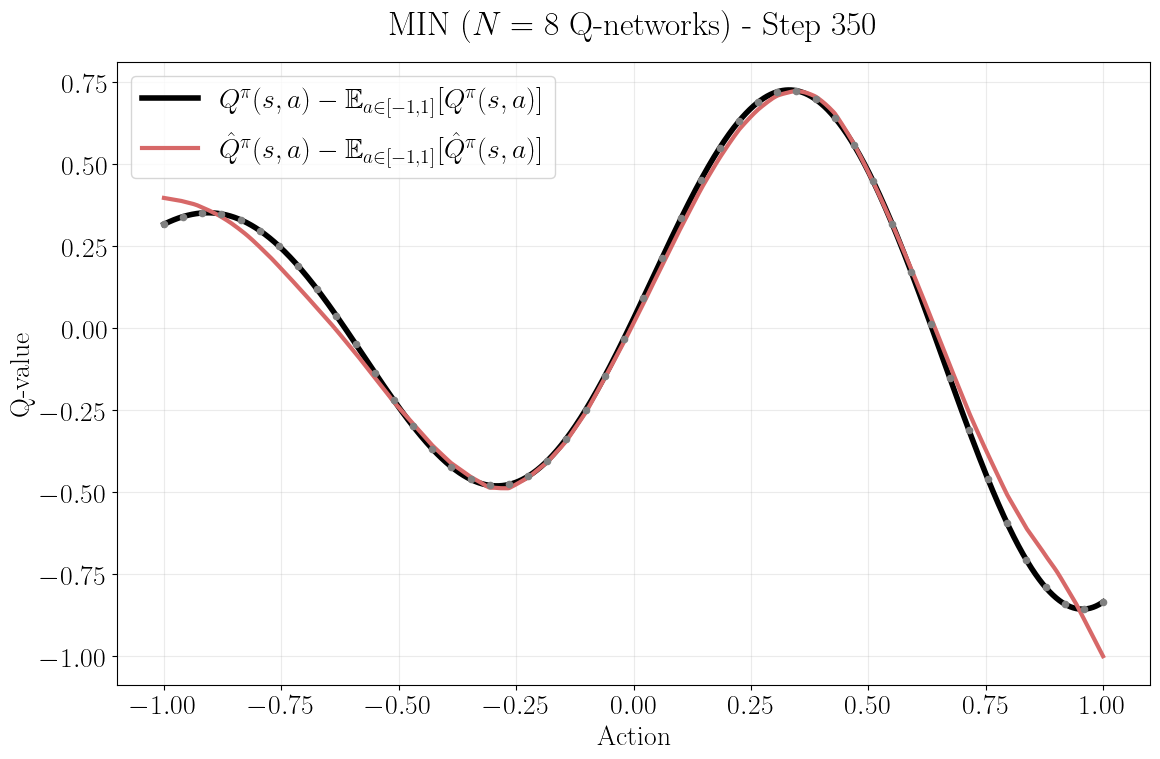 MIN (N = 8 Q-networks) - Step 350
Q^π(s, a) − 𝔼_{a∈[−1,1]}[Q^π(s, a)]
Q̂^π(s, a) − 𝔼_{a∈[−1,1]}[Q̂^π(s, a)]
Q-value
0.75
0.50
0.25
0.00
−0.25
−0.50
−0.75
−1.00
−1.00 −0.75 −0.50 −0.25 0.00 0.25 0.50 0.75 1.00
Action